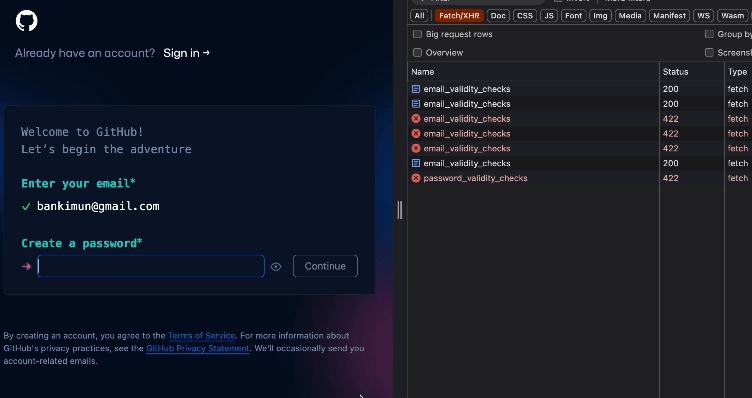 Already have an account? Sign in →
Welcome to GitHub!
Let's begin the adventure
Enter your email*
✓ bankimun@gmail.com
Create a password*
→ Continue
By creating an account, you agree to the Terms of Service. For more information about
GitHub's privacy practices, see the GitHub Privacy Statement. We'll occasionally send you
account-related emails.
All Fetch/XHR Doc CSS JS Font Img Media Manifest WS Wasm
Big request rows Group by
Overview Screensh
Name Status Type
email_validity_checks 200 fetch
email_validity_checks 200 fetch
email_validity_checks 422 fetch
email_validity_checks 422 fetch
email_validity_checks 422 fetch
email_validity_checks 200 fetch
password_validity_checks 422 fetch